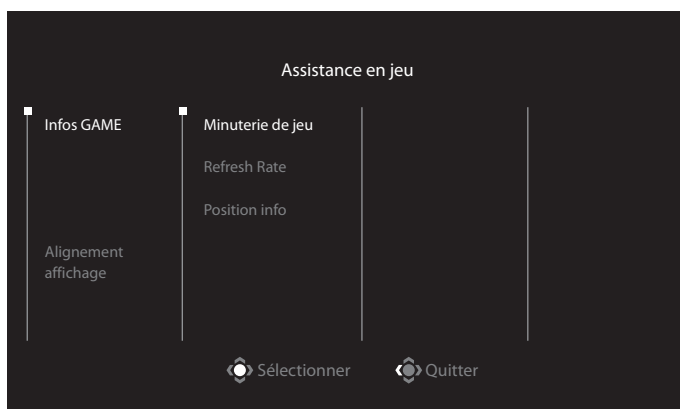 Assistance en jeu
Infos GAME
Minuterie de jeu
Refresh Rate
Position info
Alignement
affichage
Sélectionner
Quitter